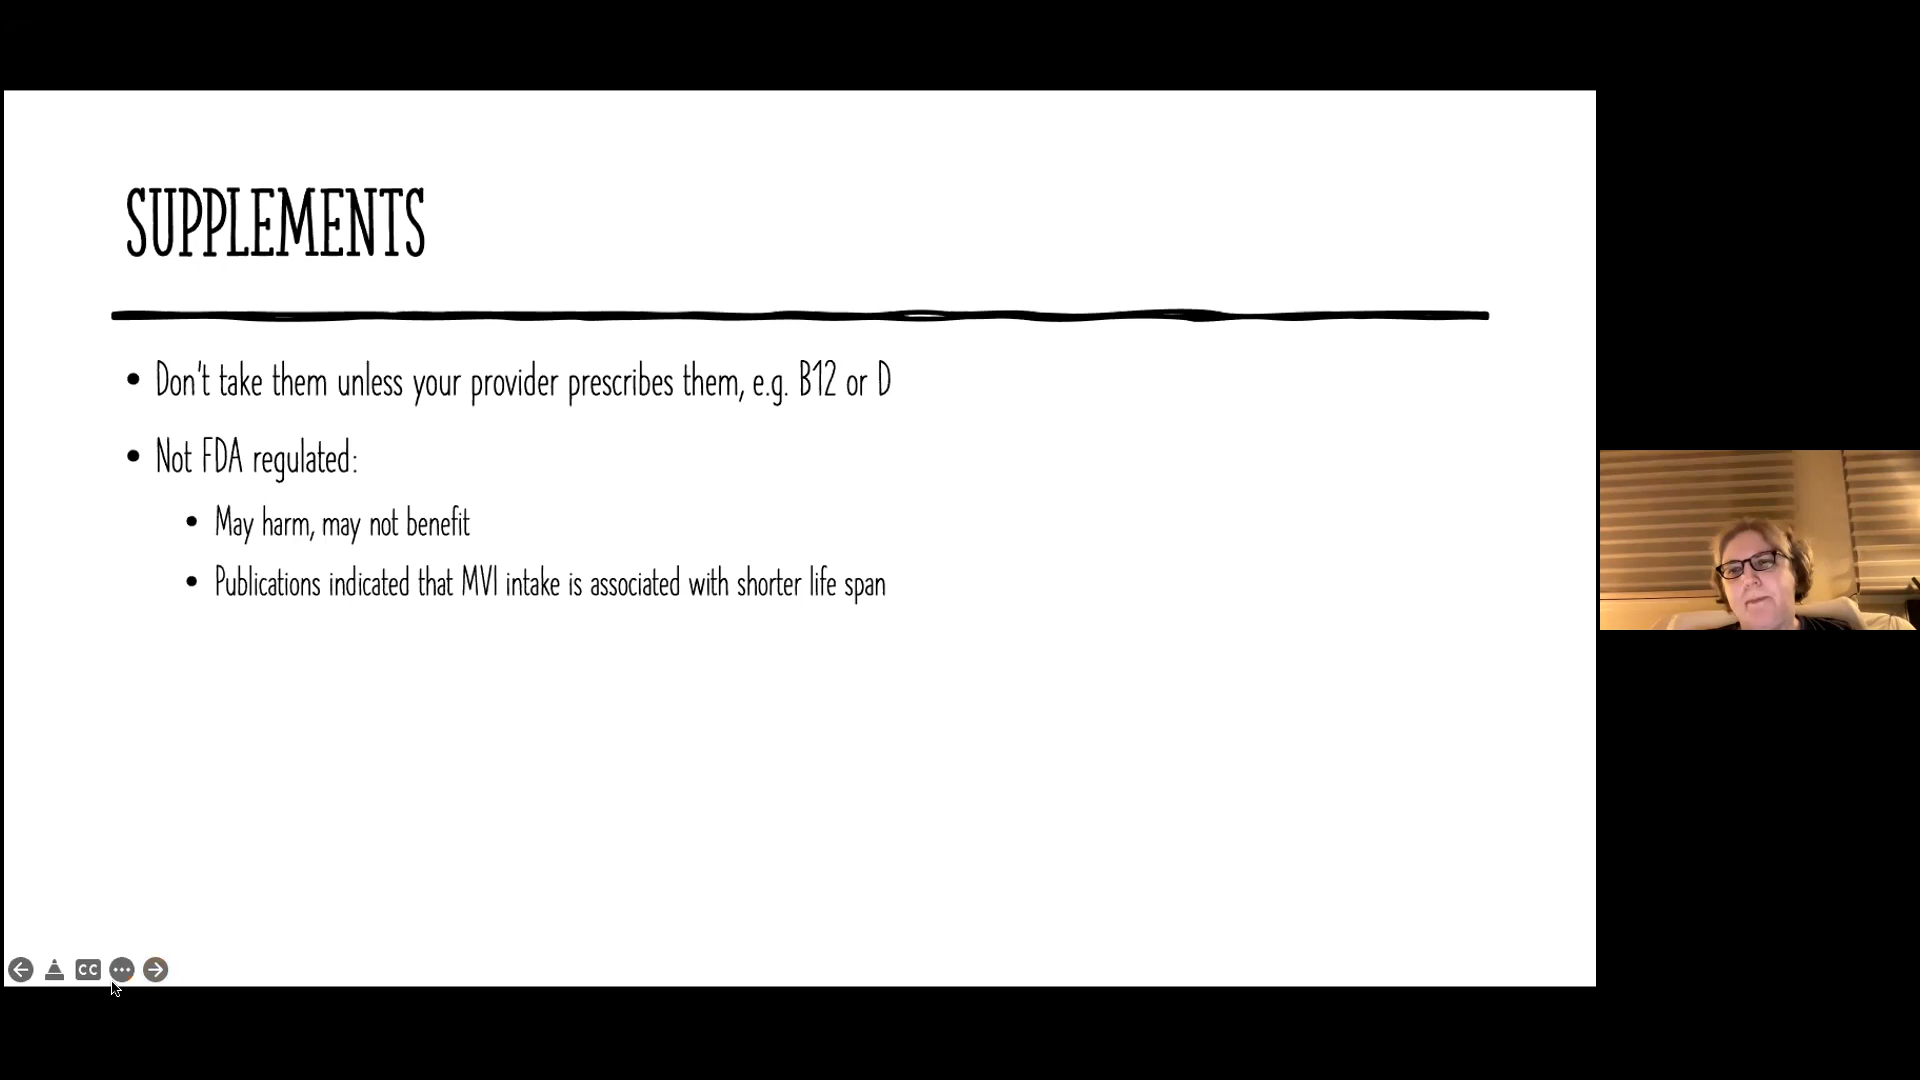 SUPPLEMENTS
• Don't take them unless your provider prescribes them, e.g. B12 or D
• Not FDA regulated:
• May harm, may not benefit
• Publications indicated that MVI intake is associated with shorter life span
CC